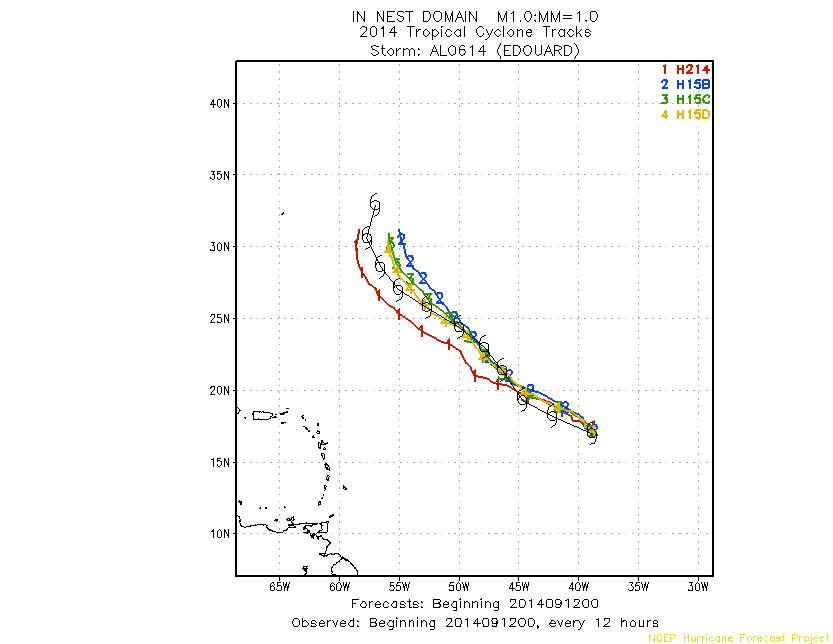 IN NEST DOMAIN  M1.0:MM=1.0
2014 Tropical Cyclone Tracks
Storm: AL0614 (EDOUARD)
1 H214
2 H15B
3 H15C
4 H15D
40N
35N
30N
25N
20N
15N
10N
65W 60W 55W 50W 45W 40W 35W 30W
Forecasts: Beginning 2014091200
Observed: Beginning 2014091200, every 12 hours
NCEP Hurricane Forecast Project